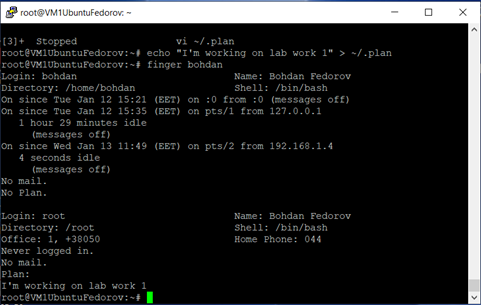 root@VM1UbuntuFedorov: ~
[3]+  Stopped                 vi ~/.plan
root@VM1UbuntuFedorov:~# echo "I'm working on lab work 1" > ~/.plan
root@VM1UbuntuFedorov:~# finger bohdan
Login: bohdan                           Name: Bohdan Fedorov
Directory: /home/bohdan                 Shell: /bin/bash
On since Tue Jan 12 15:21 (EET) on :0 from :0 (messages off)
On since Tue Jan 12 15:35 (EET) on pts/1 from 127.0.0.1
   1 hour 29 minutes idle
     (messages off)
On since Wed Jan 13 11:49 (EET) on pts/2 from 192.168.1.4
   4 seconds idle
     (messages off)
No mail.
No Plan.

Login: root                             Name: Bohdan Fedorov
Directory: /root                        Shell: /bin/bash
Office: 1, +38050                       Home Phone: 044
Never logged in.
No mail.
Plan:
I'm working on lab work 1
root@VM1UbuntuFedorov:~#